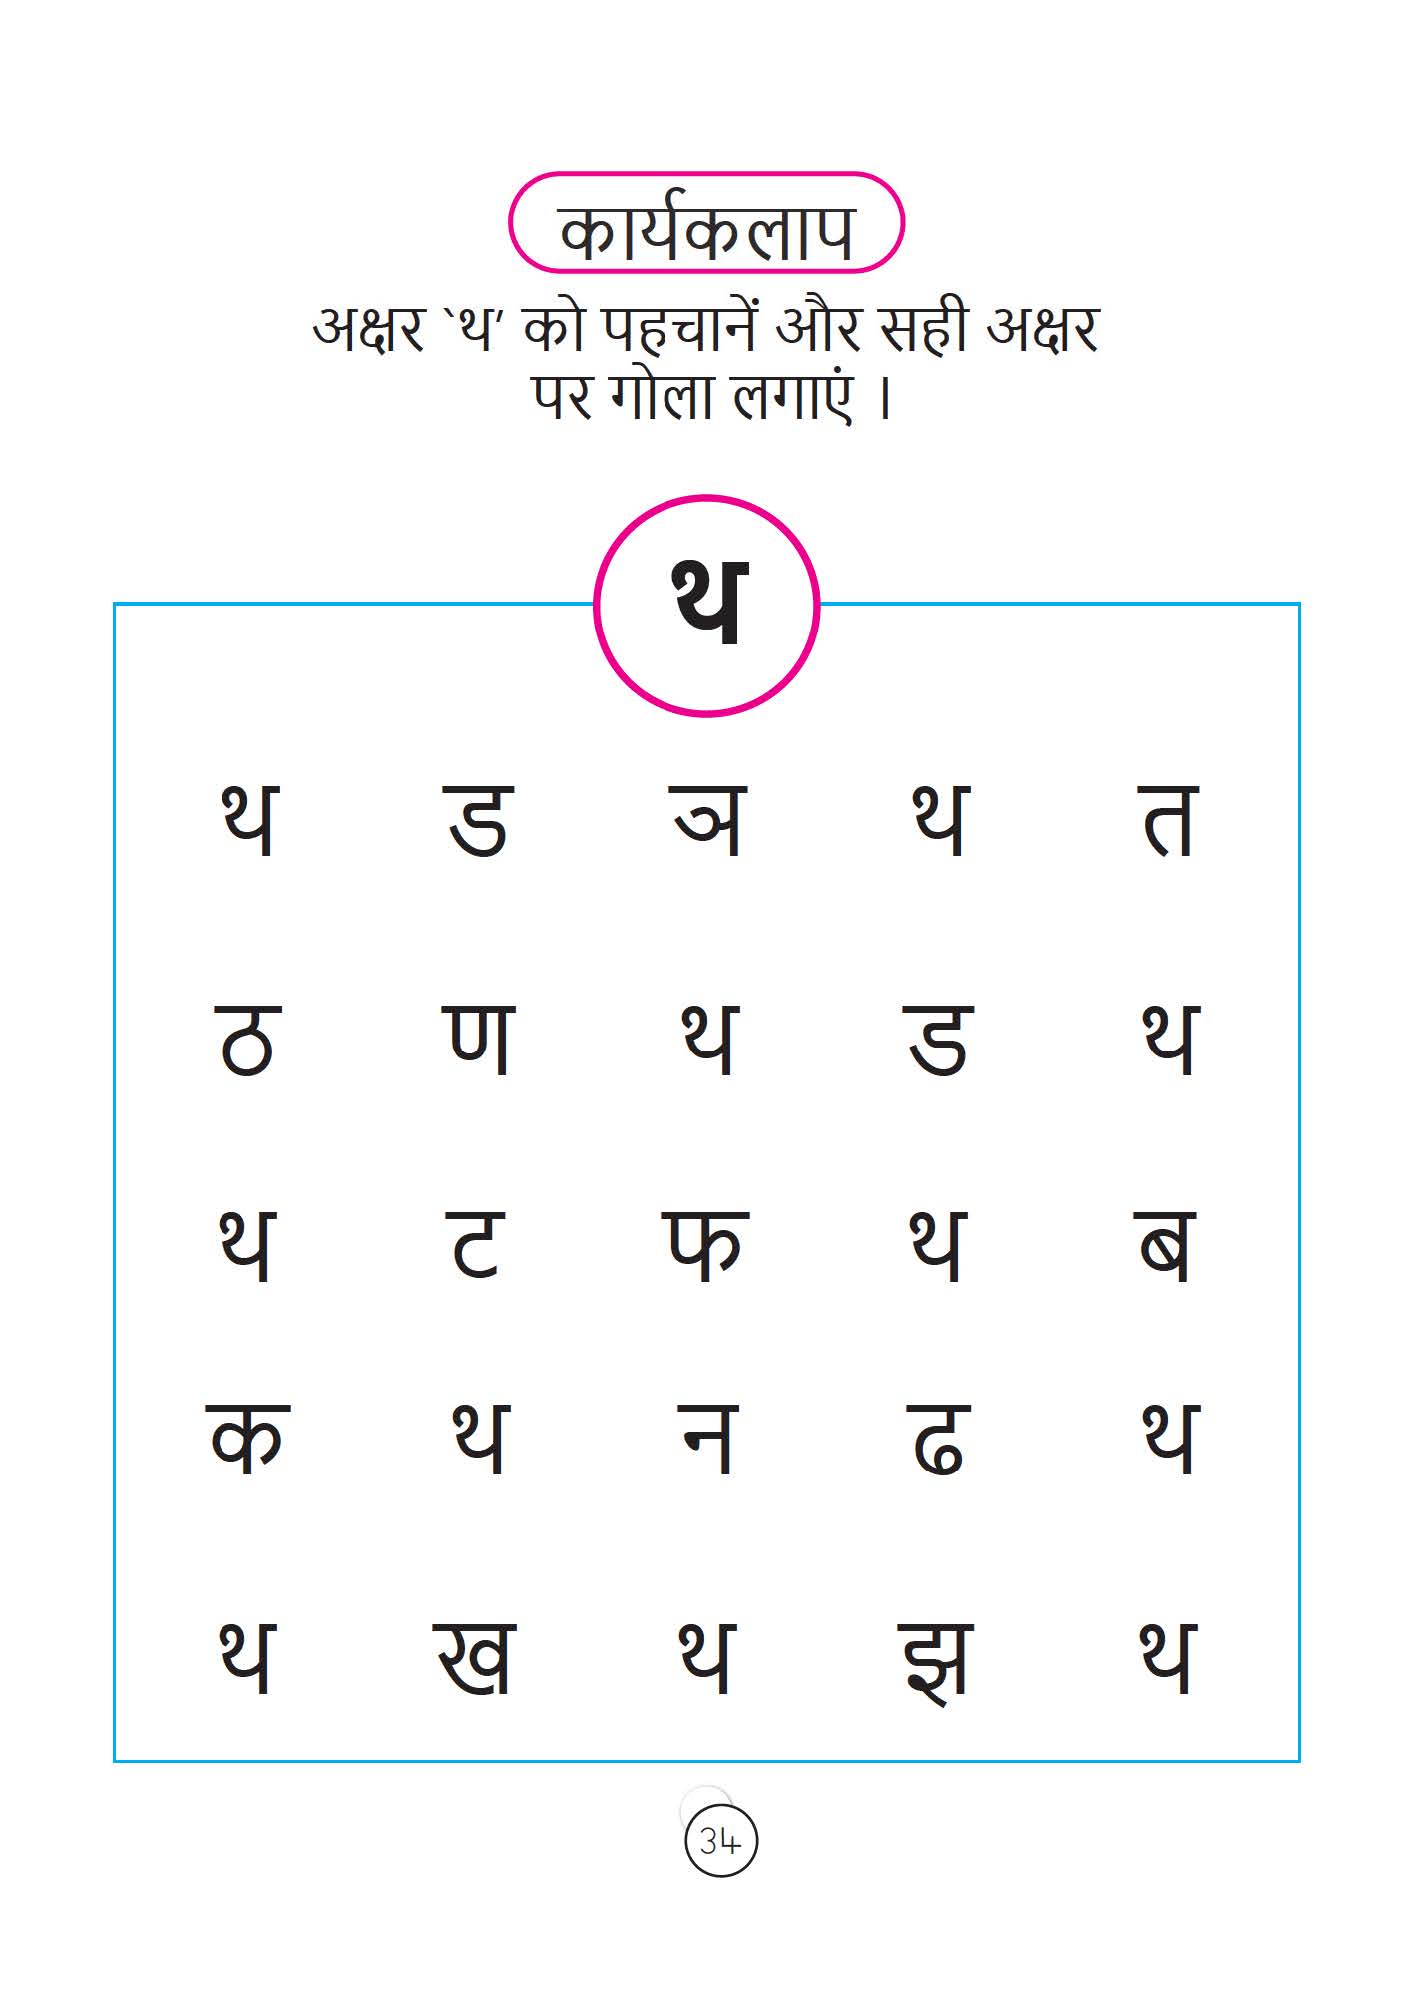 कार्यकलाप
अक्षर `थ' को पहचानें और सही अक्षर
पर गोला लगाएं ।
थ
थ ड ञ थ त
ठ ण थ ड थ
थ ट फ थ ब
क थ न ढ थ
थ ख थ झ थ
34